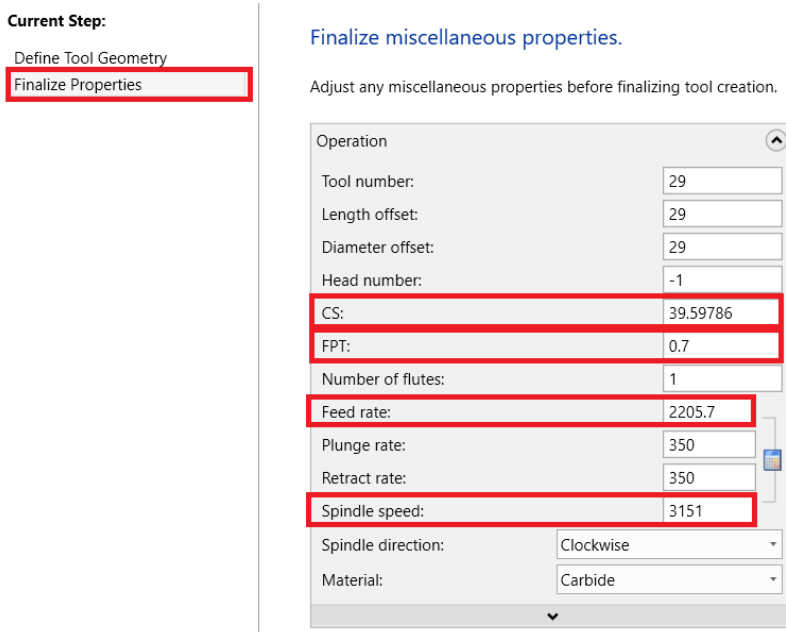 Current Step:
Define Tool Geometry
Finalize Properties
Finalize miscellaneous properties.
Adjust any miscellaneous properties before finalizing tool creation.
Operation
Tool number: 29
Length offset: 29
Diameter offset: 29
Head number: -1
CS: 39.59786
FPT: 0.7
Number of flutes: 1
Feed rate: 2205.7
Plunge rate: 350
Retract rate: 350
Spindle speed: 3151
Spindle direction: Clockwise
Material: Carbide